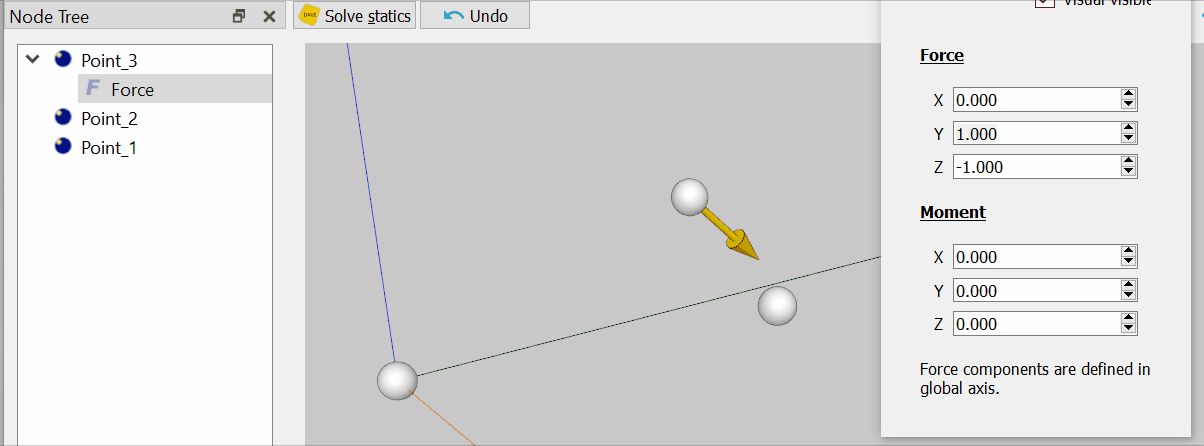 Node Tree
DAVE Solve statics
Undo
Visual visible
Point_3
F Force
Point_2
Point_1
Force
X 0.000
Y 1.000
Z -1.000
Moment
X 0.000
Y 0.000
Z 0.000
Force components are defined in
global axis.